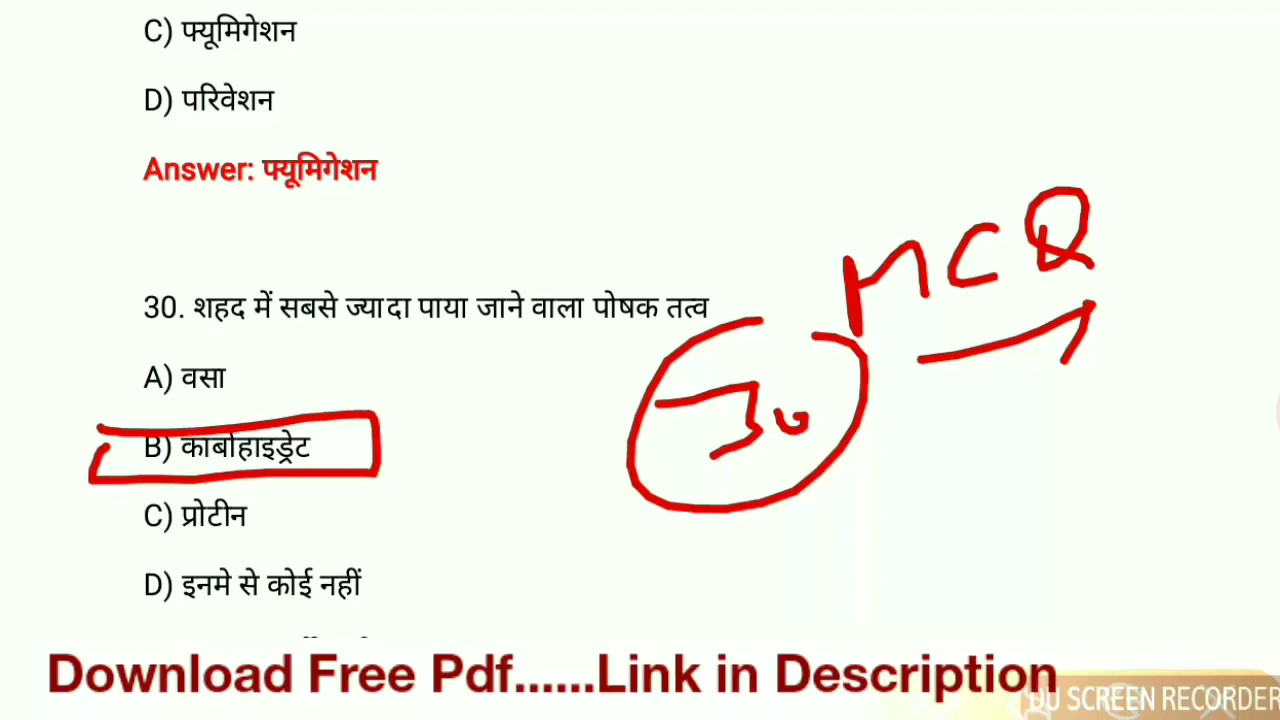 C) फ्यूमिगेशन
D) परिवेशन
Answer: फ्यूमिगेशन
MCQ
30. शहद में सबसे ज्यादा पाया जाने वाला पोषक तत्व
A) वसा
30
B) कार्बोहाइड्रेट
C) प्रोटीन
D) इनमे से कोई नहीं
Download Free Pdf......Link in Description
DU SCREEN RECORDER